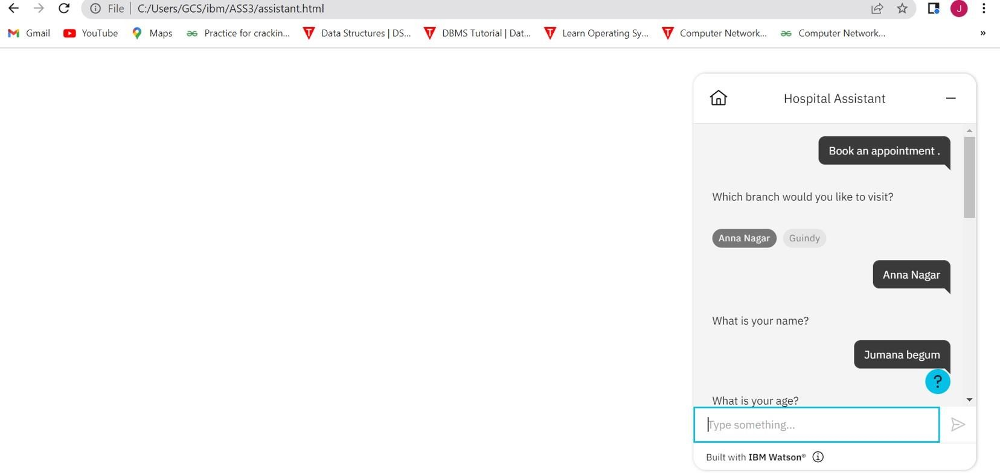 File | C:/Users/GCS/ibm/ASS3/assistant.html
J
Gmail YouTube Maps Practice for crackin... Data Structures | DS... DBMS Tutorial | Dat... Learn Operating Sy... Computer Network... Computer Network... »
Hospital Assistant
Book an appointment .
Which branch would you like to visit?
Anna Nagar Guindy
Anna Nagar
What is your name?
Jumana begum
?
What is your age?
Type something...
Built with IBM Watson®